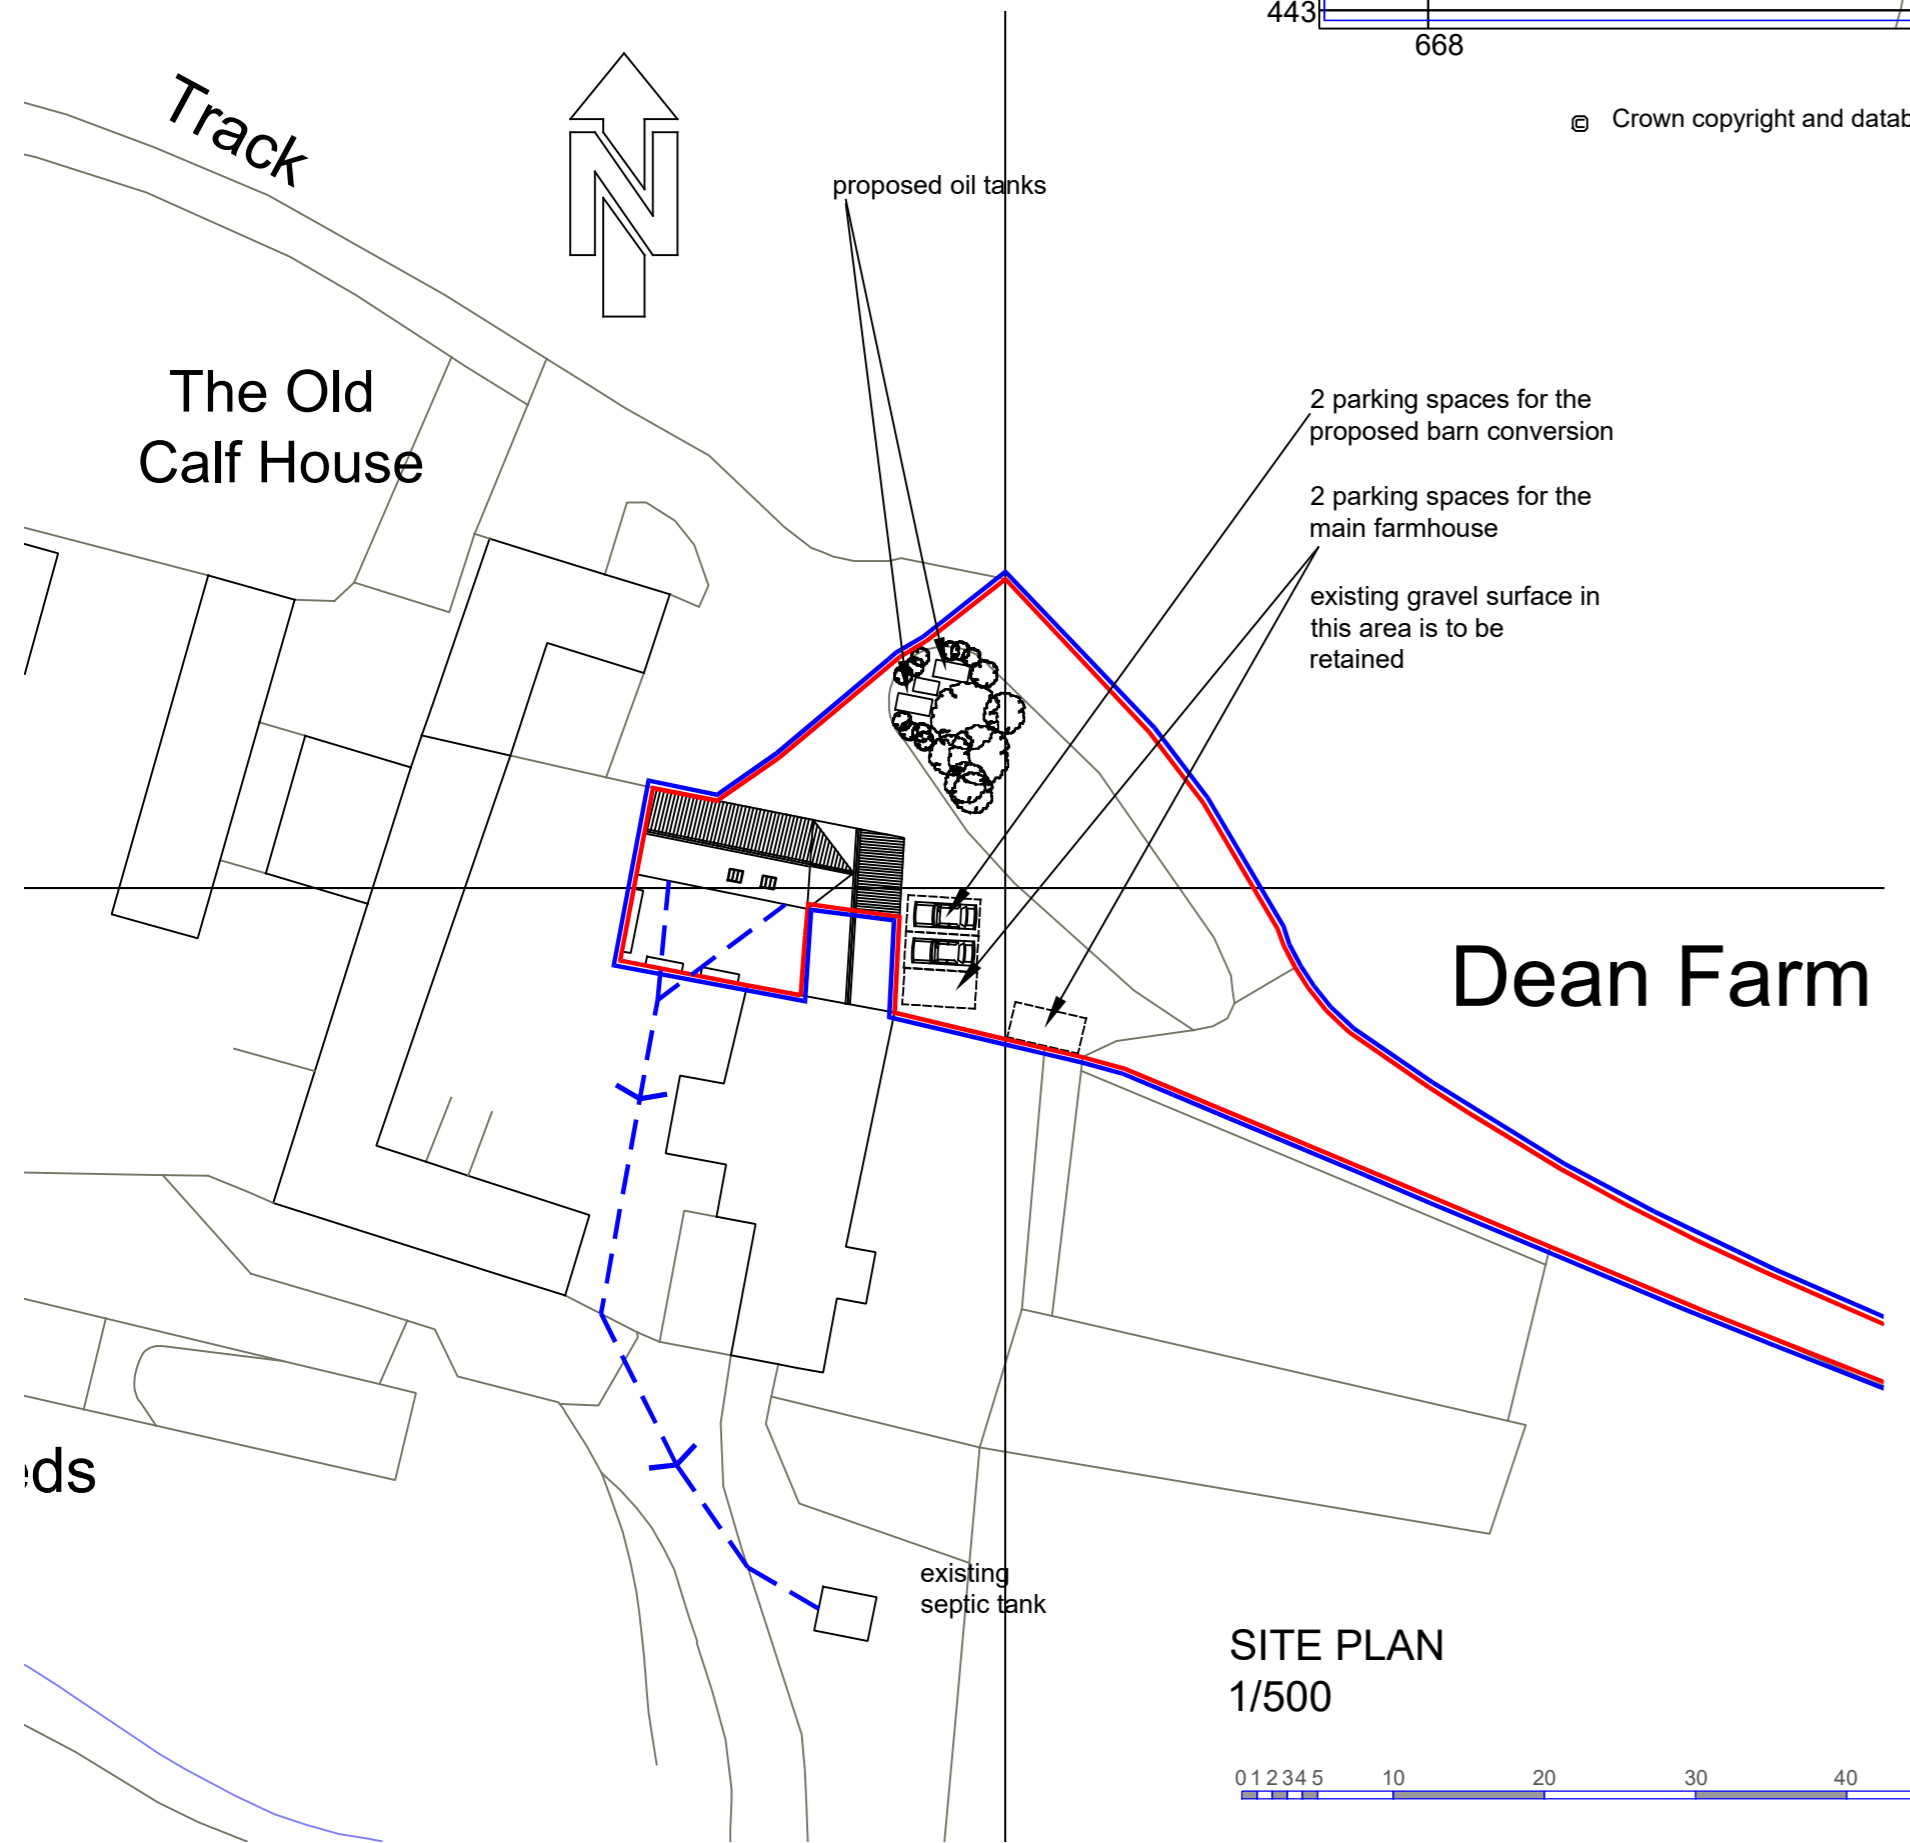 443
668
© Crown copyright and datab
Track
N
proposed oil tanks
The Old
Calf House
2 parking spaces for the
proposed barn conversion
2 parking spaces for the
main farmhouse
existing gravel surface in
this area is to be
retained
Dean Farm
eds
existing
septic tank
SITE PLAN
1/500
0 1 2 3 4 5 10 20 30 40